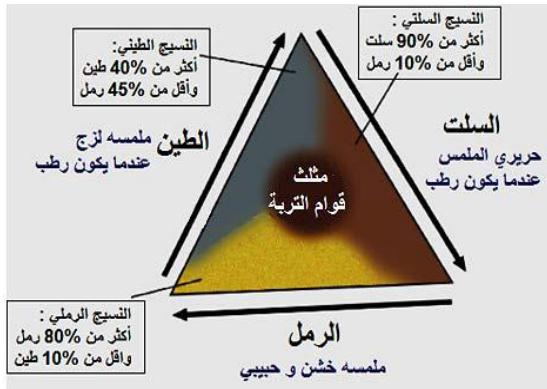 النسيج السلتي :
أكثر من 90% سلت
وأقل من 10% رمل
النسيج الطيني:
أكثر من 40% طين
وأقل من 45% رمل
السلت
حريري الملمس
عندما يكون رطب
الطين
ملمسه لزج
عندما يكون رطب
مثلث
قوام التربة
النسيج الرملي :
أكثر من 80% رمل
واقل من 10% طين
الرمل
ملمسه خشن و حبيبي